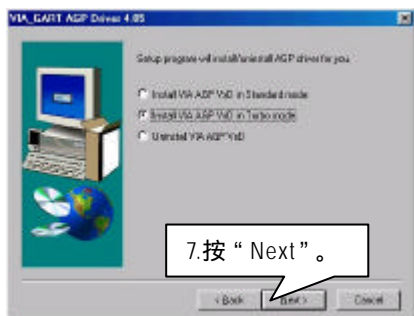 VIA_GART AGP Driver 4.05
Setup program will install/uninstall AGP driver for you.
Install VIA AGP VxD in Standard mode
Install VIA AGP VxD in Turbo mode
Uninstall VIA AGP VxD
7.按“Next”。
< Back
Next >
Cancel